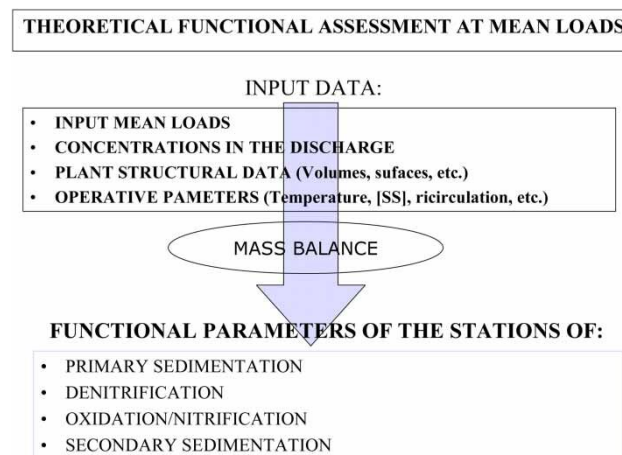 THEORETICAL FUNCTIONAL ASSESSMENT AT MEAN LOADS
INPUT DATA:
• INPUT MEAN LOADS
• CONCENTRATIONS IN THE DISCHARGE
• PLANT STRUCTURAL DATA (Volumes, sufaces, etc.)
• OPERATIVE PAMETERS (Temperature, [SS], ricirculation, etc.)
MASS BALANCE
FUNCTIONAL PARAMETERS OF THE STATIONS OF:
• PRIMARY SEDIMENTATION
• DENITRIFICATION
• OXIDATION/NITRIFICATION
• SECONDARY SEDIMENTATION